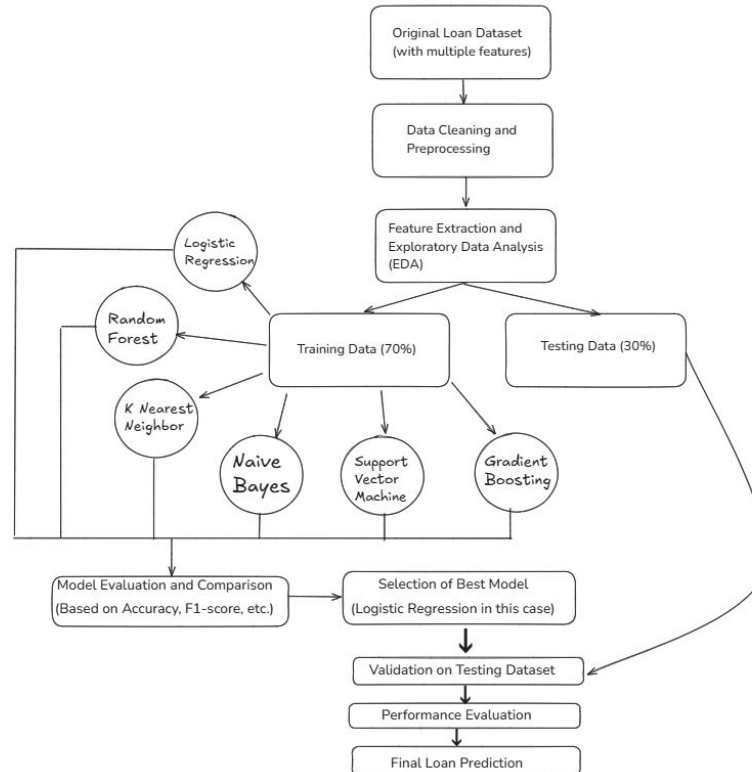 Original Loan Dataset
(with multiple features)
Data Cleaning and
Preprocessing
Feature Extraction and
Exploratory Data Analysis
(EDA)
Logistic
Regression
Random
Forest
Training Data (70%)
Testing Data (30%)
K Nearest
Neighbor
Naive
Bayes
Support
Vector
Machine
Gradient
Boosting
Model Evaluation and Comparison
(Based on Accuracy, F1-score, etc.)
Selection of Best Model
(Logistic Regression in this case)
Validation on Testing Dataset
Performance Evaluation
Final Loan Prediction